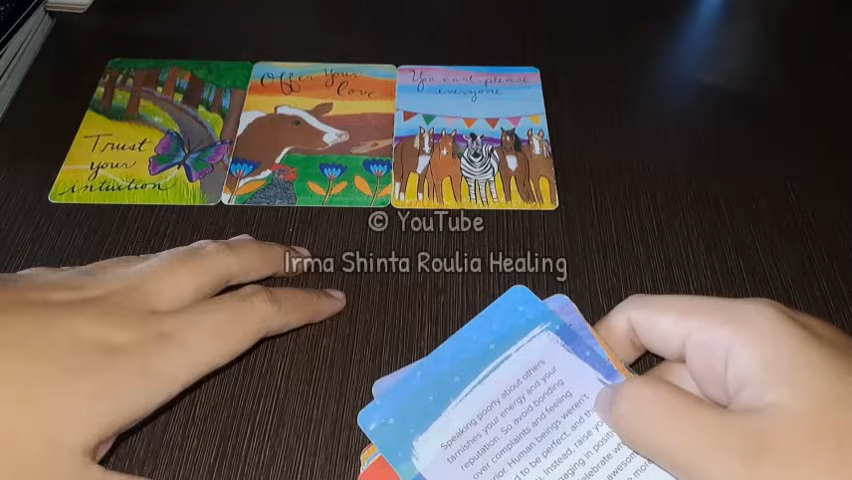 Trust
your
intuition
Offer Your
love
You cant please
everyone
© YouTube
Irma Shinta Roulia Healing
Speaking poorly about others
tarnishes your energy and your
reputation. So avoid bonding
over complaints and feeling
Human beings weren't
to be perfect, and
instead, raise
in
awesome